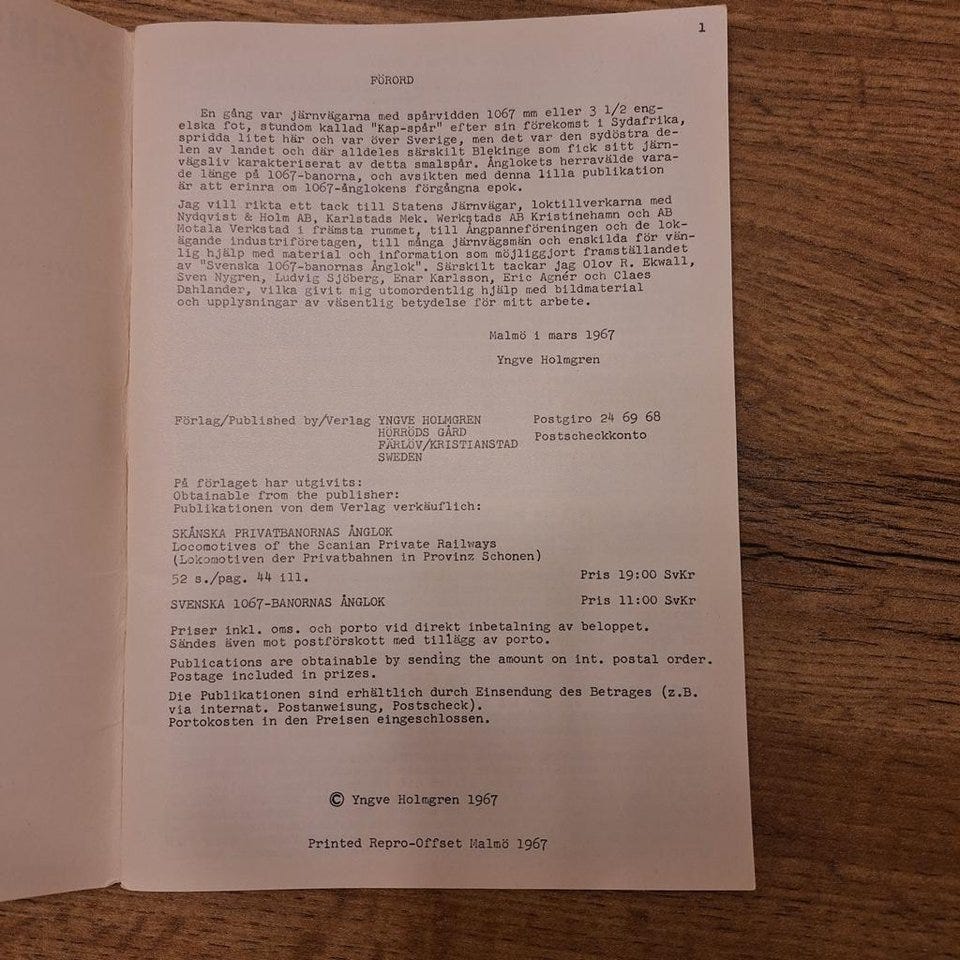 1
FÖRORD
En gång var järnvägarna med spårvidden 1067 mm eller 3 1/2 eng-
elska fot, stundom kallad "Kap-spår" efter sin förekomst i Sydafrika,
spridda litet här och var över Sverige, men det var den sydöstra de-
len av landet och där alldeles särskilt Blekinge som fick sitt järn-
vägsliv karakteriserat av detta smalspår. Ånglokets herravälde vara-
de länge på 1067-banorna, och avsikten med denna lilla publikation
är att erinra om 1067-ånglokens förgångna epok.
Jag vill rikta ett tack till Statens Järnvägar, loktillverkarna med
Nydqvist & Holm AB, Karlstads Mek. Werkstads AB Kristinehamn och AB
Motala Verkstad i främsta rummet, till Ångpanneföreningen och de lok-
ägande industriföretagen, till många järnvägsmän och enskilda för vän-
lig hjälp med material och information som möjliggjort framställandet
av "Svenska 1067-banornas Ånglok". Särskilt tackar jag Olov R. Ekwall,
Sven Nygren, Ludvig Sjöberg, Enar Karlsson, Eric Agnér och Claes
Dahlander, vilka givit mig utomordentlig hjälp med bildmaterial
och upplysningar av väsentlig betydelse för mitt arbete.
Malmö i mars 1967
Yngve Holmgren
Förlag/Published by/Verlag YNGVE HOLMGREN Postgiro 24 69 68
HORRÖDS GÅRD Postscheckkonto
FÄRLÖV/KRISTIANSTAD
SWEDEN
På förlaget har utgivits:
Obtainable from the publisher:
Publikationen von dem Verlag verkäuflich:
SKÅNSKA PRIVATBANORNAS ÅNGLOK
Locomotives of the Scanian Private Railways
(Lokomotiven der Privatbahnen in Provinz Schonen)
52 s./pag. 44 ill. Pris 19:00 SvKr
SVENSKA 1067-BANORNAS ÅNGLOK Pris 11:00 SvKr
Priser inkl. oms. och porto vid direkt inbetalning av beloppet.
Sändes även mot postförskott med tillägg av porto.
Publications are obtainable by sending the amount on int. postal order.
Postage included in prizes.
Die Publikationen sind erhältlich durch Einsendung des Betrages (z.B.
via internat. Postanweisung, Postscheck).
Portokosten in den Preisen eingeschlossen.
© Yngve Holmgren 1967
Printed Repro-Offset Malmö 1967